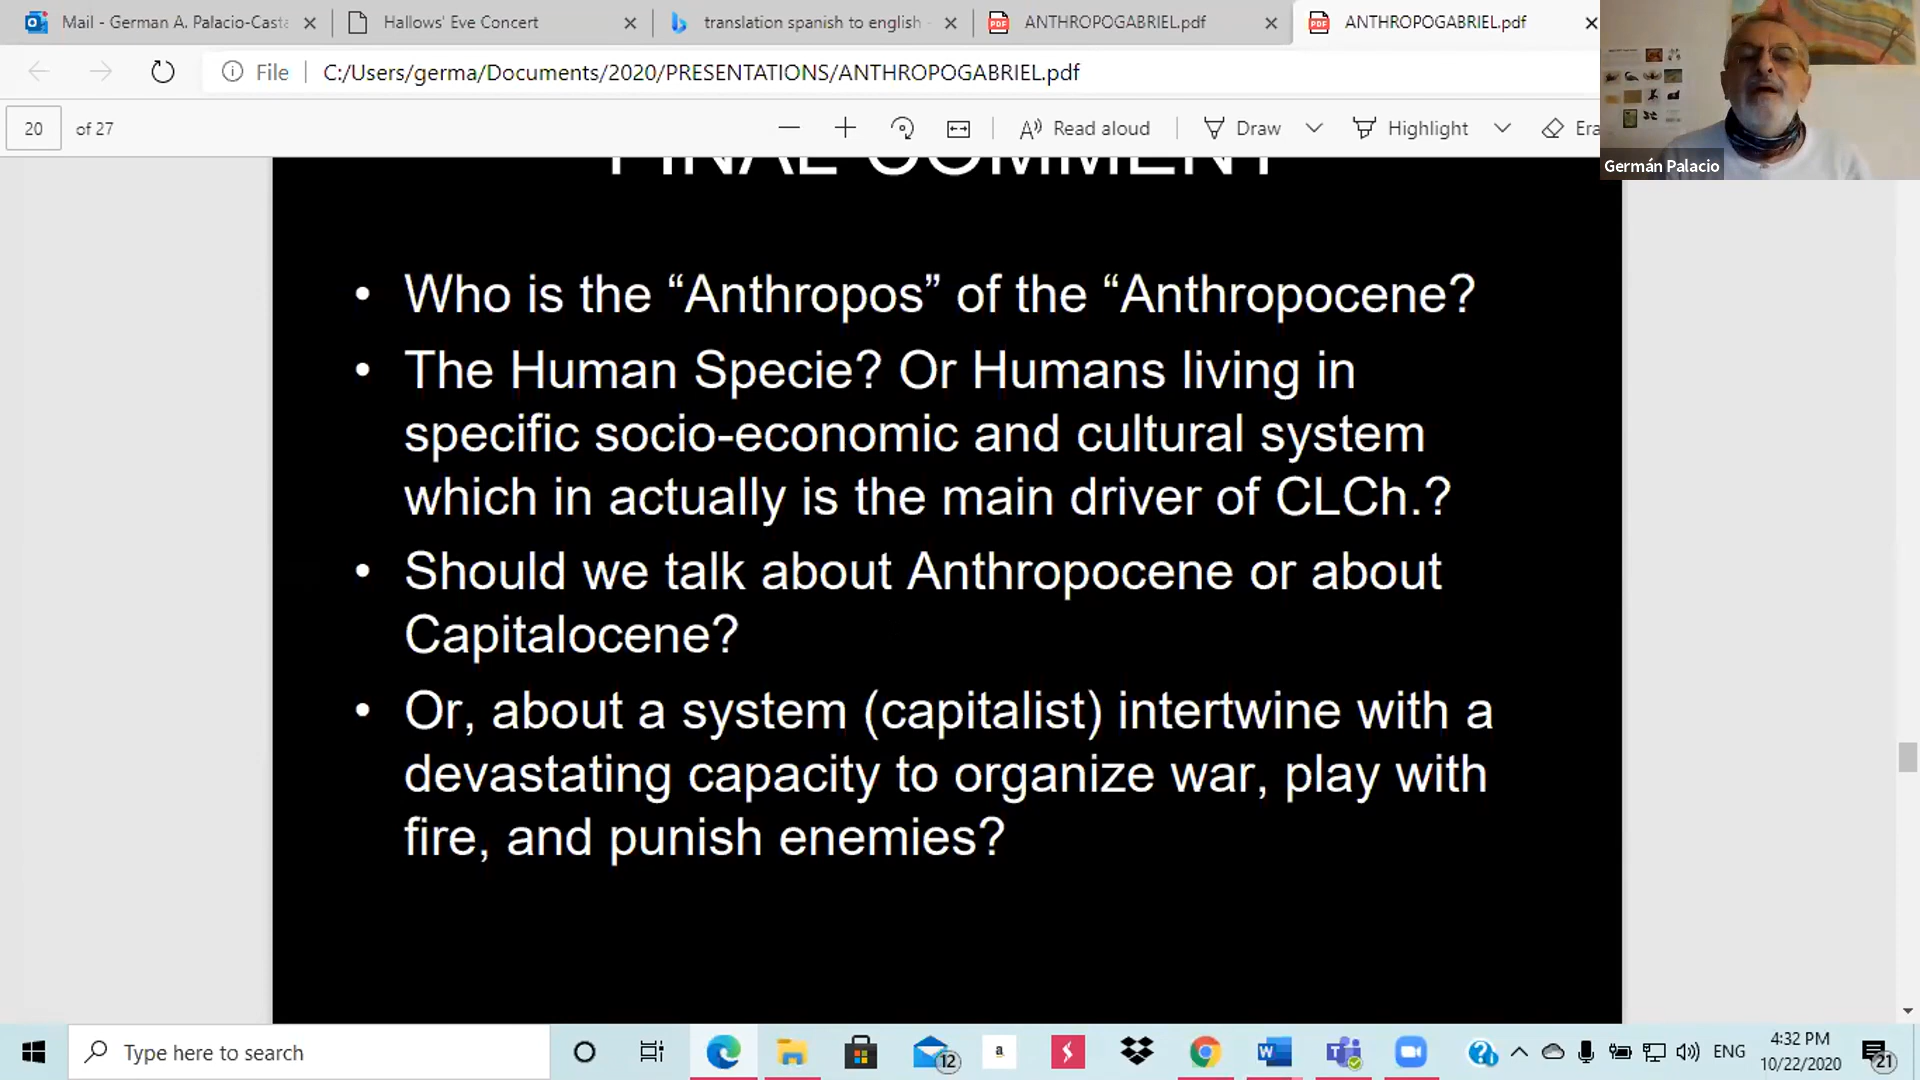 Mail - German A. Palacio-Casta
Hallows' Eve Concert
translation spanish to english -
ANTHROPOGABRIEL.pdf
ANTHROPOGABRIEL.pdf
File
C:/Users/germa/Documents/2020/PRESENTATIONS/ANTHROPOGABRIEL.pdf
20 of 27
Read aloud
Draw
Highlight
Era
Germán Palacio
FINAL COMMENT
• Who is the “Anthropos” of the “Anthropocene?
• The Human Specie? Or Humans living in
specific socio-economic and cultural system
which in actually is the main driver of CLCh.?
• Should we talk about Anthropocene or about
Capitalocene?
• Or, about a system (capitalist) intertwine with a
devastating capacity to organize war, play with
fire, and punish enemies?
Type here to search
12
a
ENG
4:32 PM
10/22/2020
21